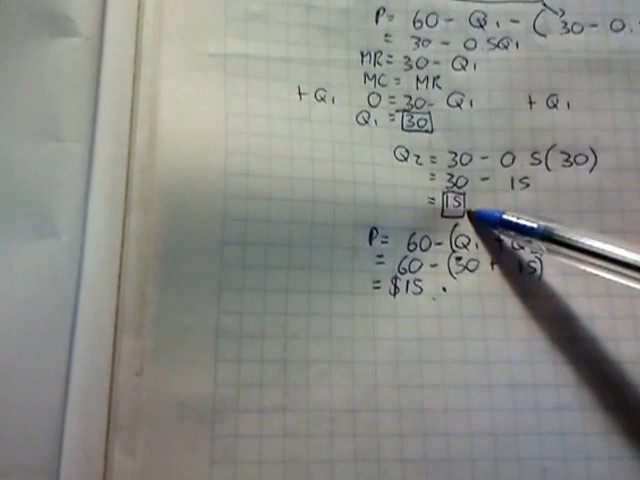 P = 60 - Q1 - (30 - 0.
= 30 - 0.5Q1
MR = 30 - Q1
MC = MR
+ Q1 0 = 30 - Q1 + Q1
Q1 = 30
Q2 = 30 - 0.5(30)
= 30 - 15
= 15
P = 60 - (Q1 + Q2)
= 60 - (30 + 15)
= $15.